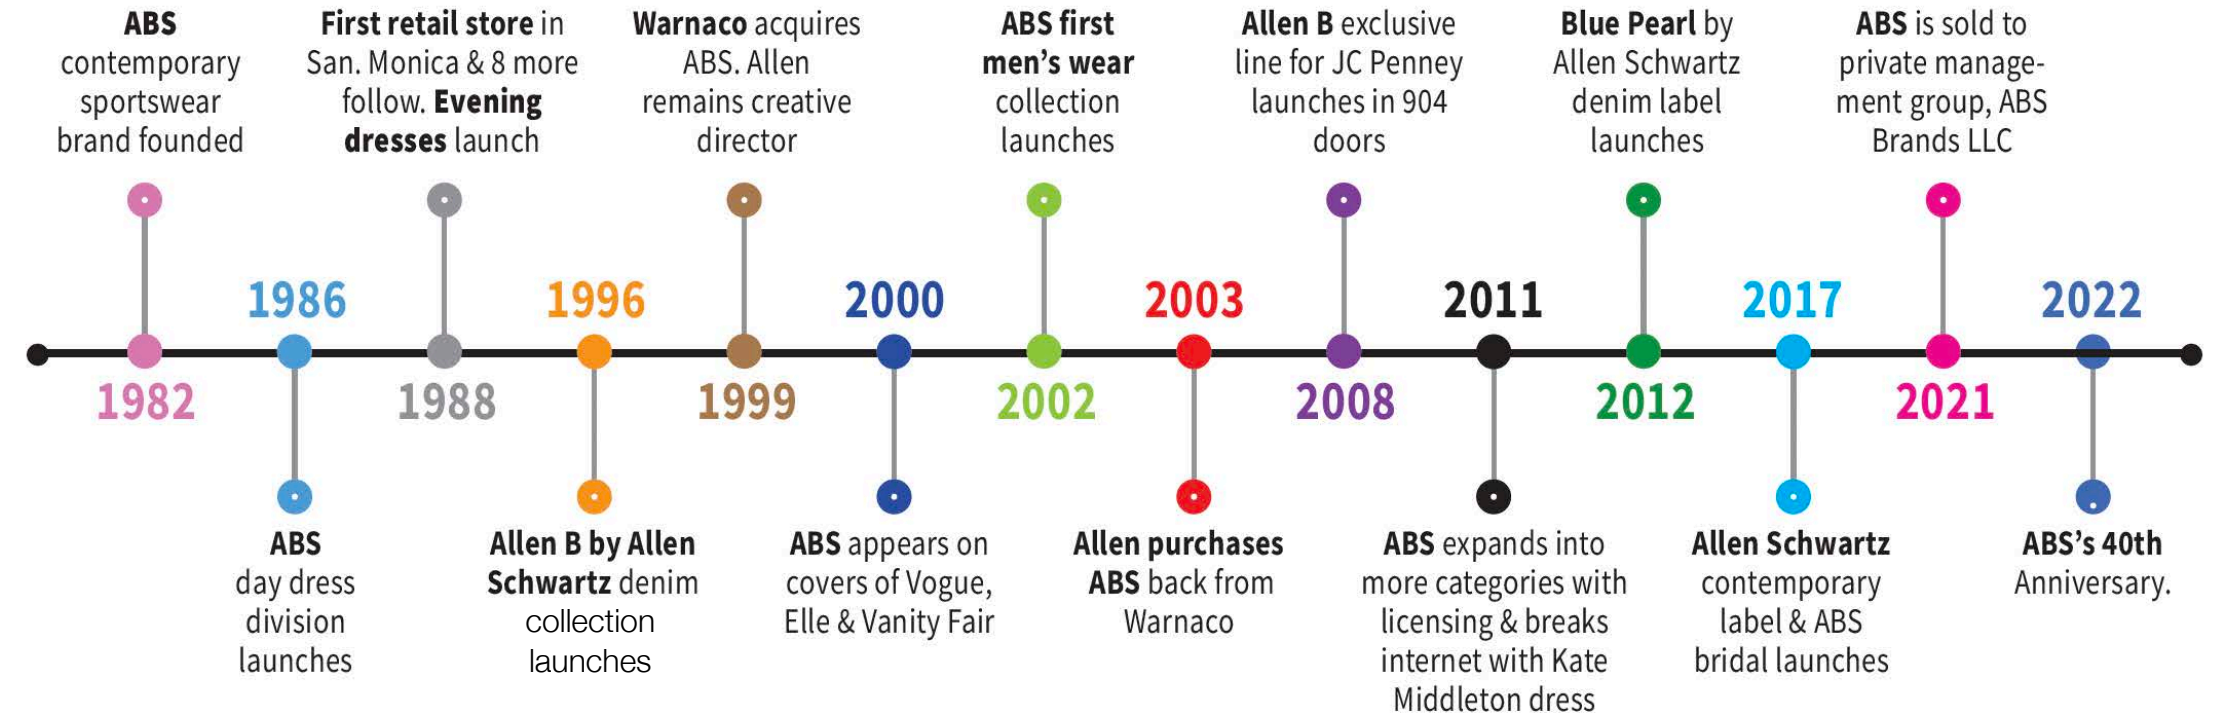 ABS
contemporary
sportswear
brand founded
First retail store in
San. Monica & 8 more
follow. Evening
dresses launch
Warnaco acquires
ABS. Allen
remains creative
director
ABS first
men’s wear
collection
launches
Allen B exclusive
line for JC Penney
launches in 904
doors
Blue Pearl by
Allen Schwartz
denim label
launches
ABS is sold to
private manage-
ment group, ABS
Brands LLC
1986
1996
2000
2003
2011
2017
2022
1982
1988
1999
2002
2008
2012
2021
ABS
day dress
division
launches
Allen B by Allen
Schwartz denim
collection
launches
ABS appears on
covers of Vogue,
Elle & Vanity Fair
Allen purchases
ABS back from
Warnaco
ABS expands into
more categories with
licensing & breaks
internet with Kate
Middleton dress
Allen Schwartz
contemporary
label & ABS
bridal launches
ABS’s 40th
Anniversary.